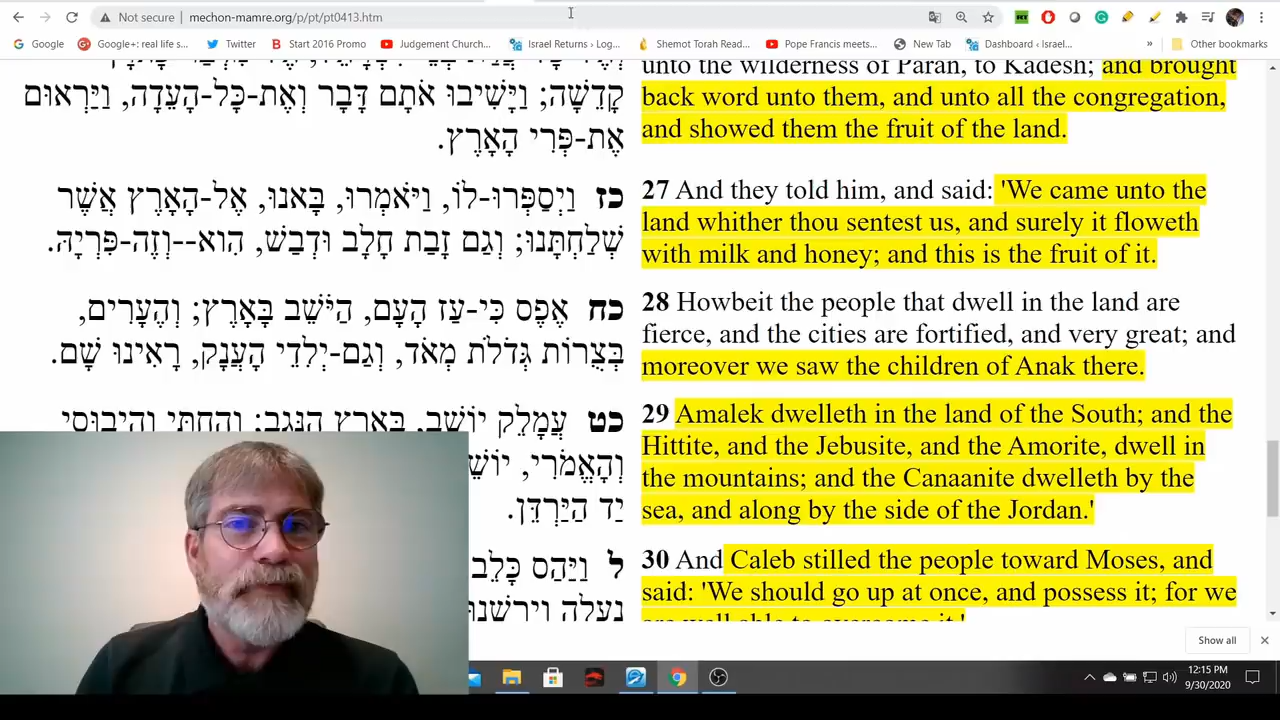 Not secure | mechon-mamre.org/p/pt/pt0413.htm
Google Google+: real life s... Twitter Start 2016 Promo Judgement Church... Israel Returns › Log... Shemot Torah Read... Pope Francis meets... New Tab Dashboard ‹ Israel... » Other bookmarks
קָדֵשָׁה; וַיָּשִׁיבוּ אֹתָם דָּבָר וְאֶת-כָּל-הָעֵדָה, וַיַּרְאוּם
אֶת-פְּרִי הָאָרֶץ.
כז וַיְסַפְּרוּ-לוֹ, וַיֹּאמְרוּ, בָּאנוּ, אֶל-הָאָרֶץ אֲשֶׁר
שְׁלַחְתָּנוּ; וְגַם זָבַת חָלָב וּדְבַשׁ, הִוא--וְזֶה-פִּרְיָהּ.
כח אֶפֶס כִּי-עַז הָעָם, הַיֹּשֵׁב בָּאָרֶץ; וְהֶעָרִים,
בְּצֻרוֹת גְּדֹלֹת מְאֹד, וְגַם-יְלִדֵי הָעֲנָק, רָאִינוּ שָׁם.
כט עֲמָלֵק יוֹשֵׁב, בְּאֶרֶץ הַנֶּגֶב; וְהַחִתִּי וְהַיְבוּסִי
וְהָאֱמֹרִי, יוֹשֵׁ
יַד הַיַּרְדֵּן.
ל וַיַּהַס כָּלֵב
נַעֲלֶה וְיָרַשְׁנוּ
unto the wilderness of Paran, to Kadesh; and brought
back word unto them, and unto all the congregation,
and showed them the fruit of the land.
27 And they told him, and said: 'We came unto the
land whither thou sentest us, and surely it floweth
with milk and honey; and this is the fruit of it.
28 Howbeit the people that dwell in the land are
fierce, and the cities are fortified, and very great; and
moreover we saw the children of Anak there.
29 Amalek dwelleth in the land of the South; and the
Hittite, and the Jebusite, and the Amorite, dwell in
the mountains; and the Canaanite dwelleth by the
sea, and along by the side of the Jordan.'
30 And Caleb stilled the people toward Moses, and
said: 'We should go up at once, and possess it; for we
are well able to overcome it.'
Show all
12:15 PM
9/30/2020